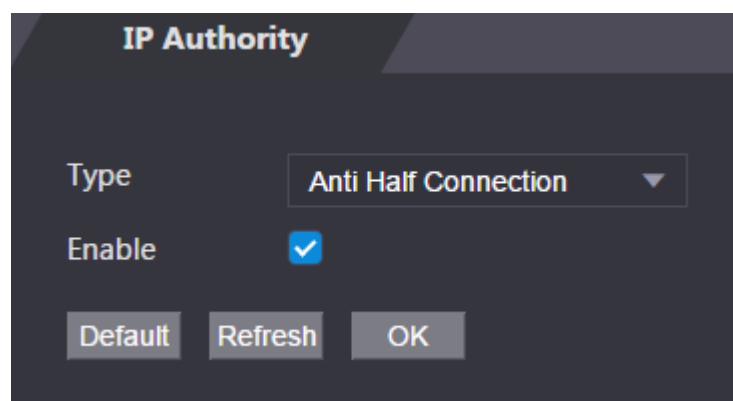 IP Authority
Type Anti Half Connection
Enable
Default Refresh OK